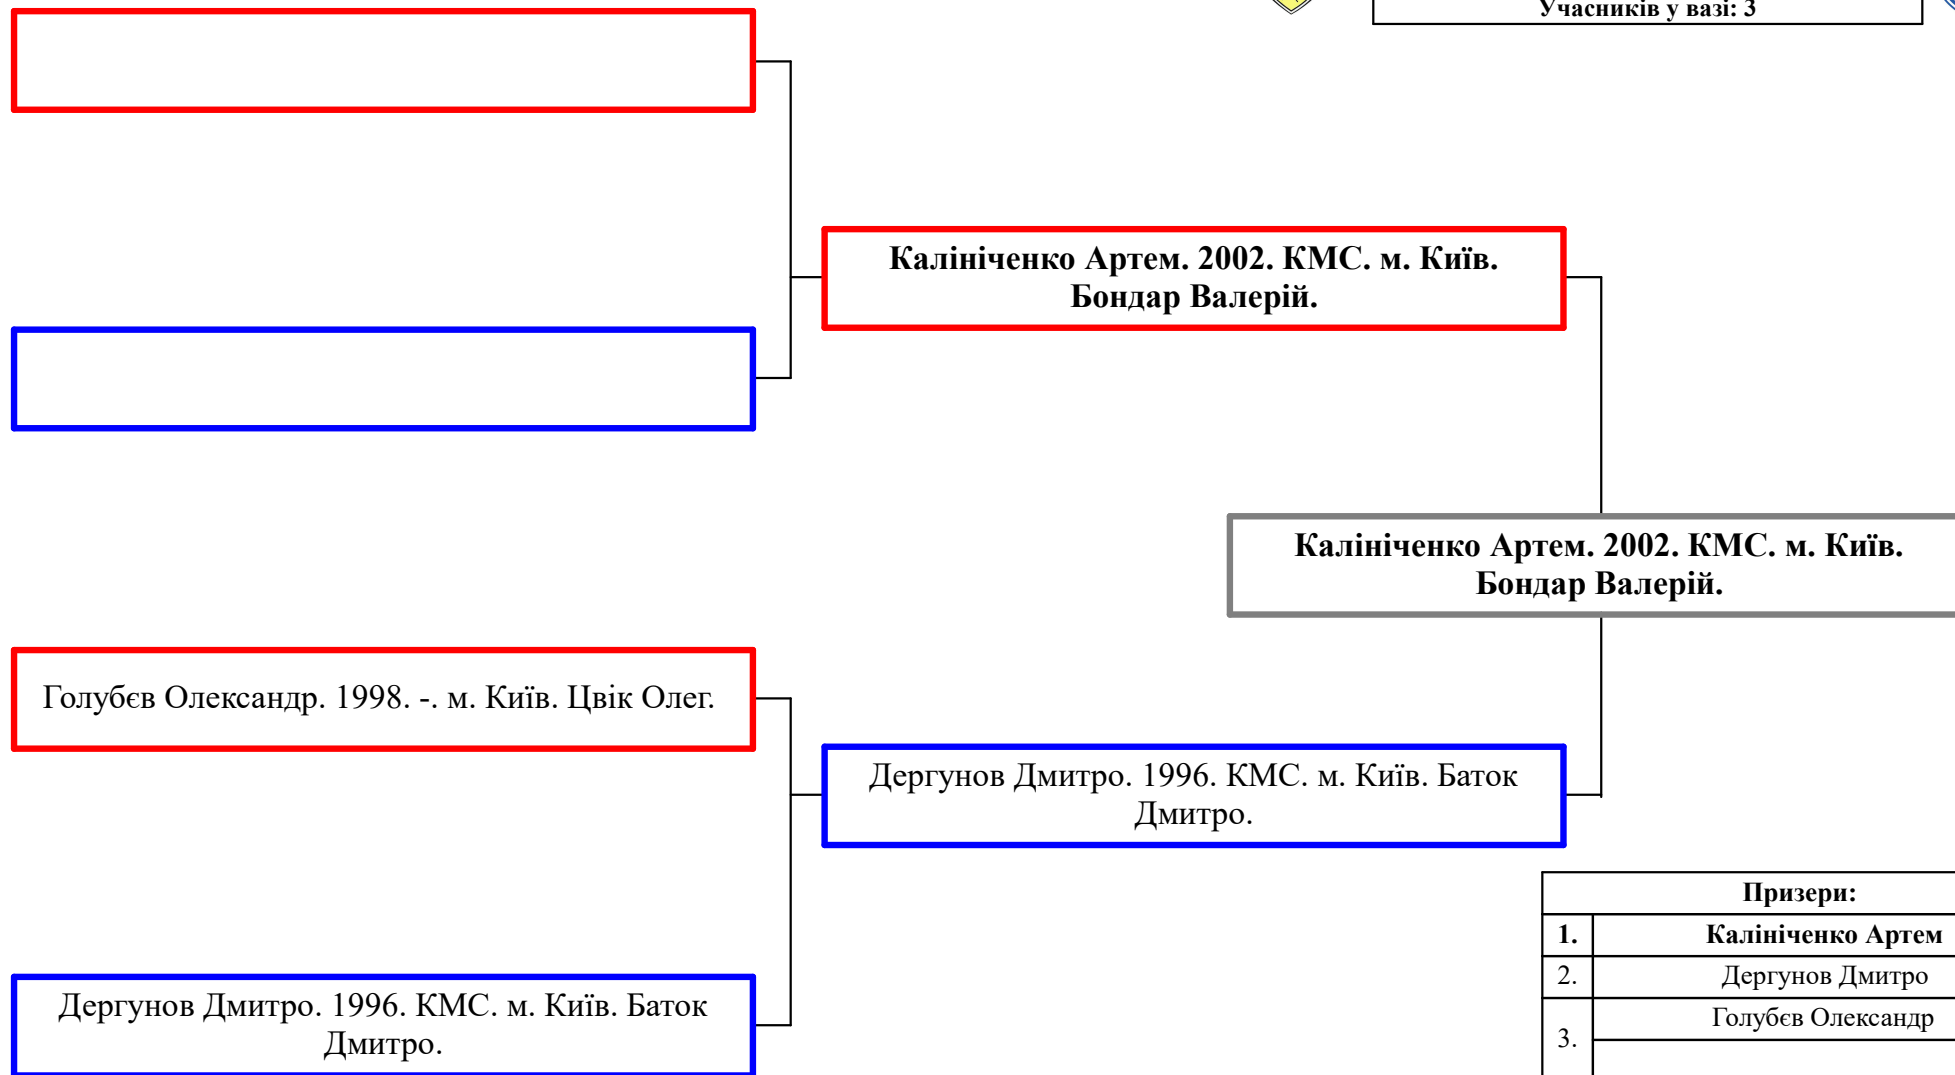 Учасників у вазі: 3
Калініченко Артем. 2002. КМС. м. Київ.
Бондар Валерій.
Калініченко Артем. 2002. КМС. м. Київ.
Бондар Валерій.
Голубєв Олександр. 1998. -. м. Київ. Цвік Олег.
Дергунов Дмитро. 1996. КМС. м. Київ. Баток
Дмитро.
Дергунов Дмитро. 1996. КМС. м. Київ. Баток
Дмитро.
Призери:
1. Калініченко Артем
2. Дергунов Дмитро
3. Голубєв Олександр